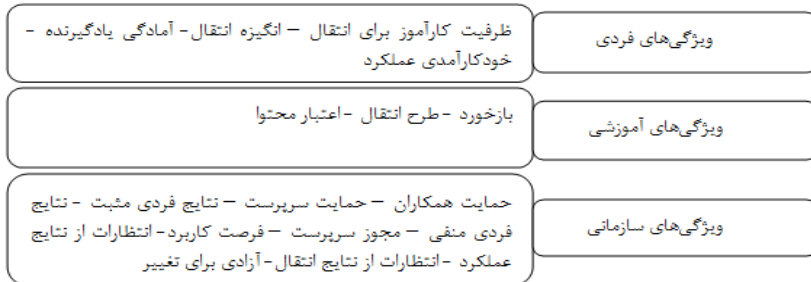 ویژگی‌های فردی
ظرفیت کارآموز برای انتقال – انگیزه انتقال- آمادگی یادگیرنده -
خودکارآمدی عملکرد
ویژگی‌های آموزشی
بازخورد -طرح انتقال -اعتبار محتوا
ویژگی‌های سازمانی
حمایت همکاران – حمایت سرپرست – نتایج فردی مثبت - نتایج
فردی منفی – مجوز سرپرست – فرصت کاربرد- انتظارات از نتایج
عملکرد -انتظارات از نتایج انتقال-آزادی برای تغییر